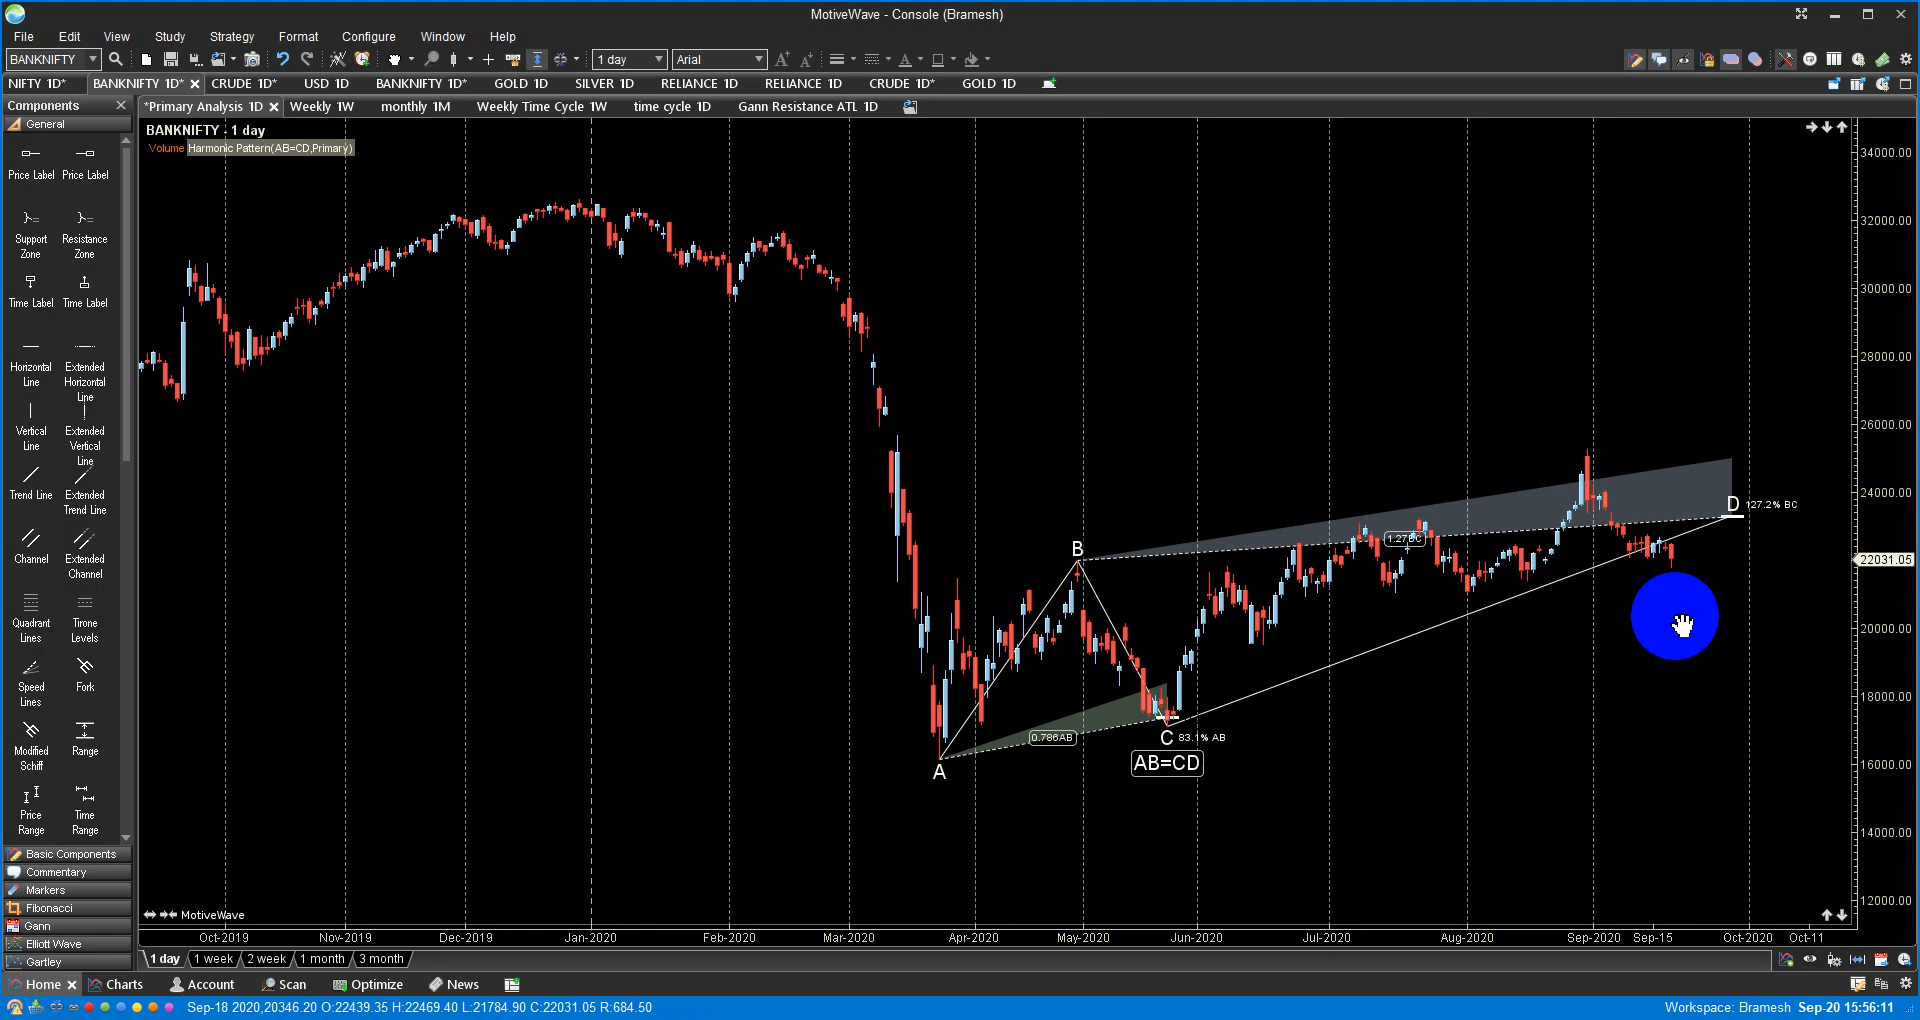 MotiveWave - Console (Bramesh)
File Edit View Study Strategy Format Configure Window Help
BANKNIFTY 1 day Arial
NIFTY 1D* BANKNIFTY 1D* CRUDE 1D* USD 1D BANKNIFTY 1D* GOLD 1D SILVER 1D RELIANCE 1D RELIANCE 1D CRUDE 1D* GOLD 1D
Components *Primary Analysis 1D Weekly 1W monthly 1M Weekly Time Cycle 1W time cycle 1D Gann Resistance ATL 1D
General
BANKNIFTY - 1 day
Volume Harmonic Pattern(AB=CD,Primary)
Price Label Price Label
Support Zone Resistance Zone
Time Label Time Label
Horizontal Line Extended Horizontal Line
Vertical Line Extended Vertical Line
Trend Line Extended Trend Line
Channel Extended Channel
Quadrant Lines Tirone Levels
Speed Lines Fork
Modified Schiff Range
Price Range Time Range
Basic Components
Commentary
Markers
Fibonacci
Gann
Elliott Wave
Gartley
34000.00
32000.00
30000.00
28000.00
26000.00
24000.00
22031.05
20000.00
18000.00
16000.00
14000.00
12000.00
D 127.2% BC
B
1.27BC
0.786AB
C 83.1% AB
AB=CD
A
MotiveWave
Oct-2019 Nov-2019 Dec-2019 Jan-2020 Feb-2020 Mar-2020 Apr-2020 May-2020 Jun-2020 Jul-2020 Aug-2020 Sep-2020 Sep-15 Oct-2020 Oct-11
1 day 1 week 2 week 1 month 3 month
Home Charts Account Scan Optimize News
Sep-18 2020,20346.20 O:22439.35 H:22469.40 L:21784.90 C:22031.05 R:684.50
Workspace: Bramesh Sep-20 15:56:11